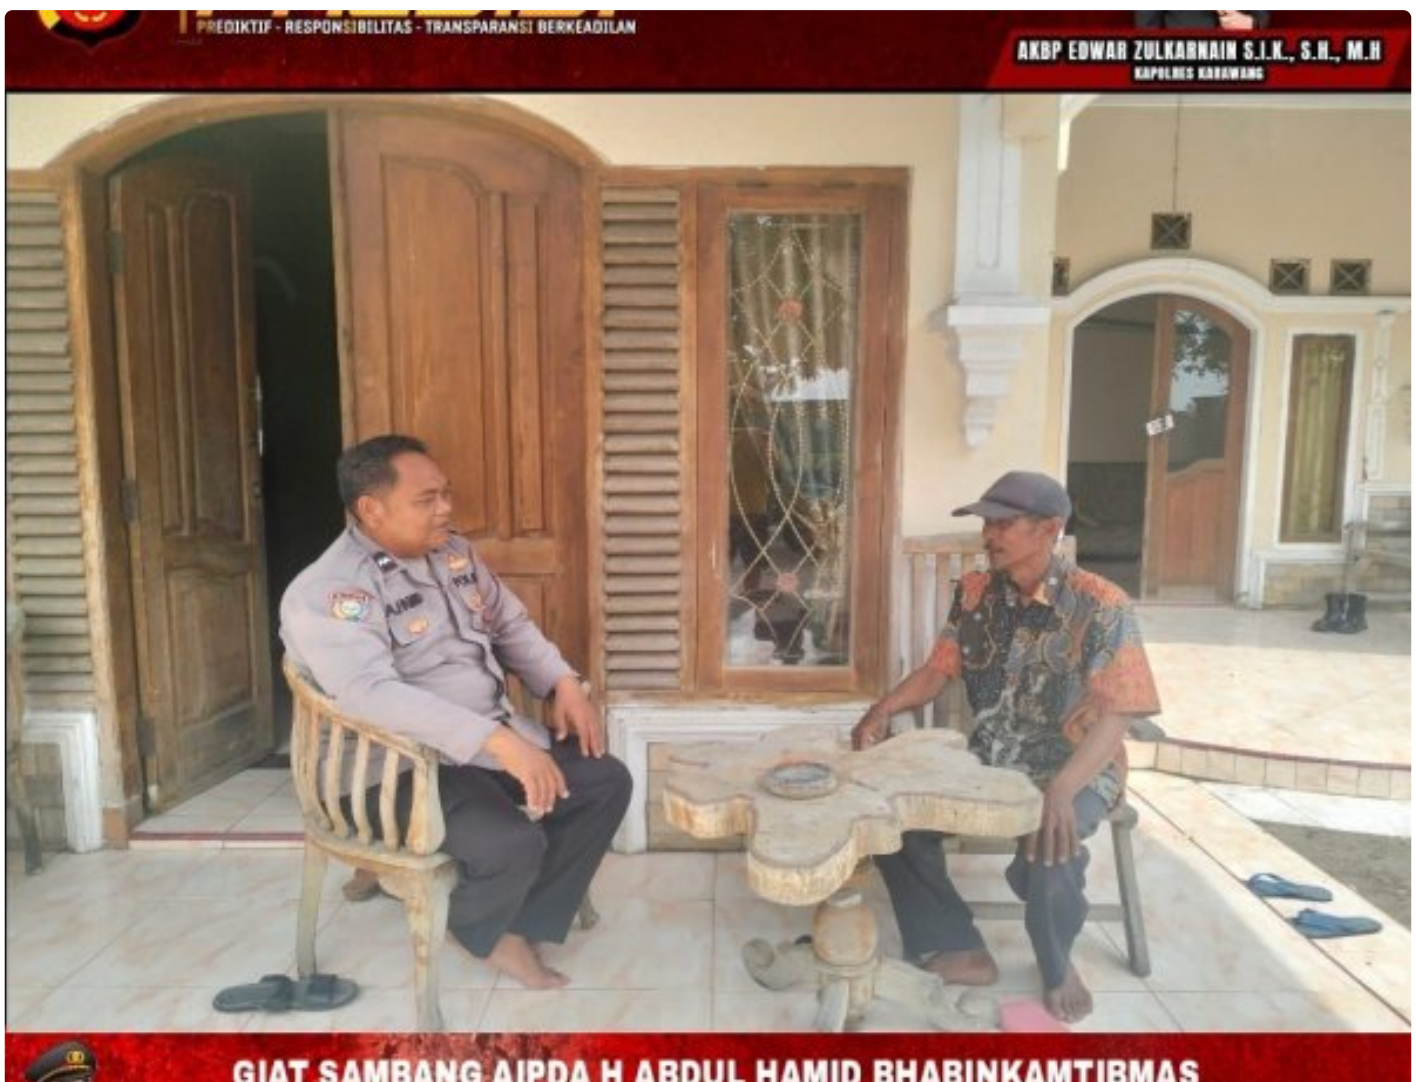 PREDIKTIF - RESPONSIBILITAS - TRANSPARANSI BERKEADILAN
AKBP EDWAR ZULKARNAIN S.I.K., S.H., M.H
KAPOLRES KARAWANG
GIAT SAMBANG AIPDA H ABDUL HAMID BHABINKAMTIBMAS